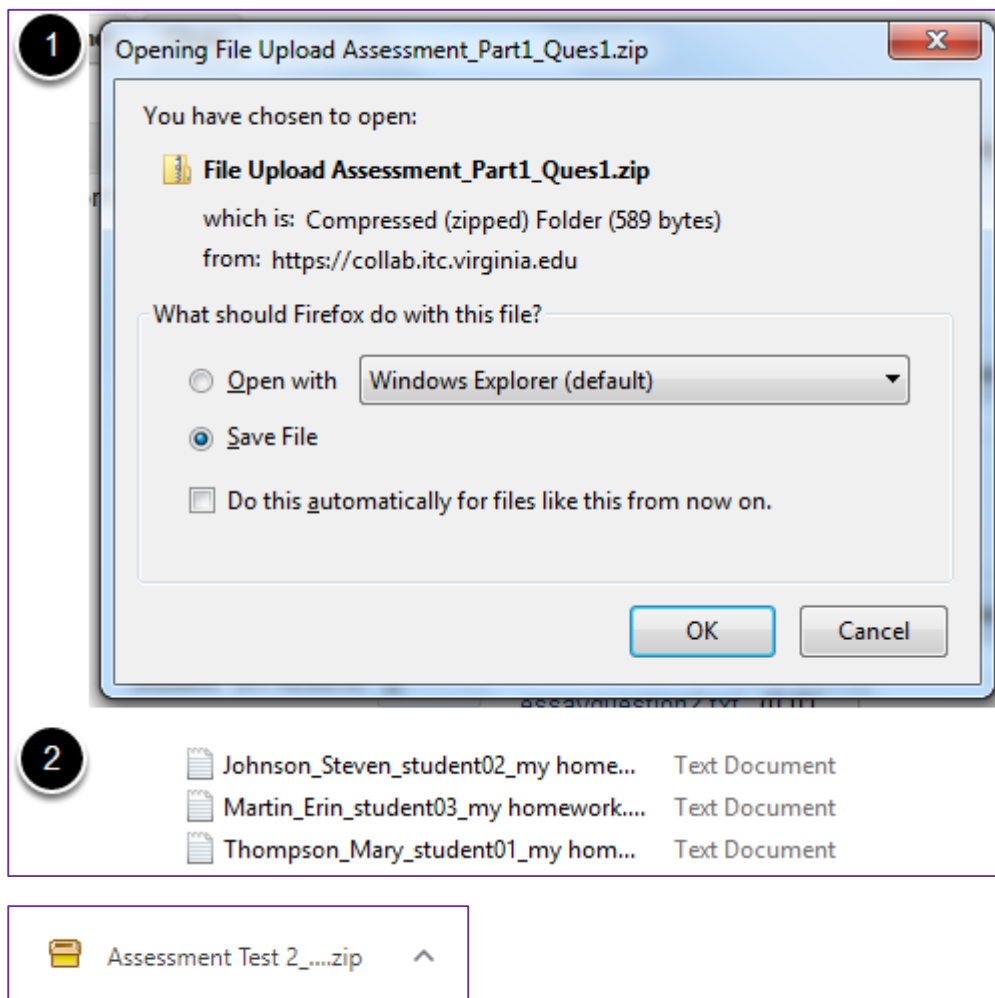 1
Opening File Upload Assessment_Part1_Ques1.zip
You have chosen to open:
File Upload Assessment_Part1_Ques1.zip
which is: Compressed (zipped) Folder (589 bytes)
from: https://collab.itc.virginia.edu
What should Firefox do with this file?
Open with Windows Explorer (default)
Save File
Do this automatically for files like this from now on.
OK Cancel
2
Johnson_Steven_student02_my home... Text Document
Martin_Erin_student03_my homework.... Text Document
Thompson_Mary_student01_my hom... Text Document
Assessment Test 2_....zip